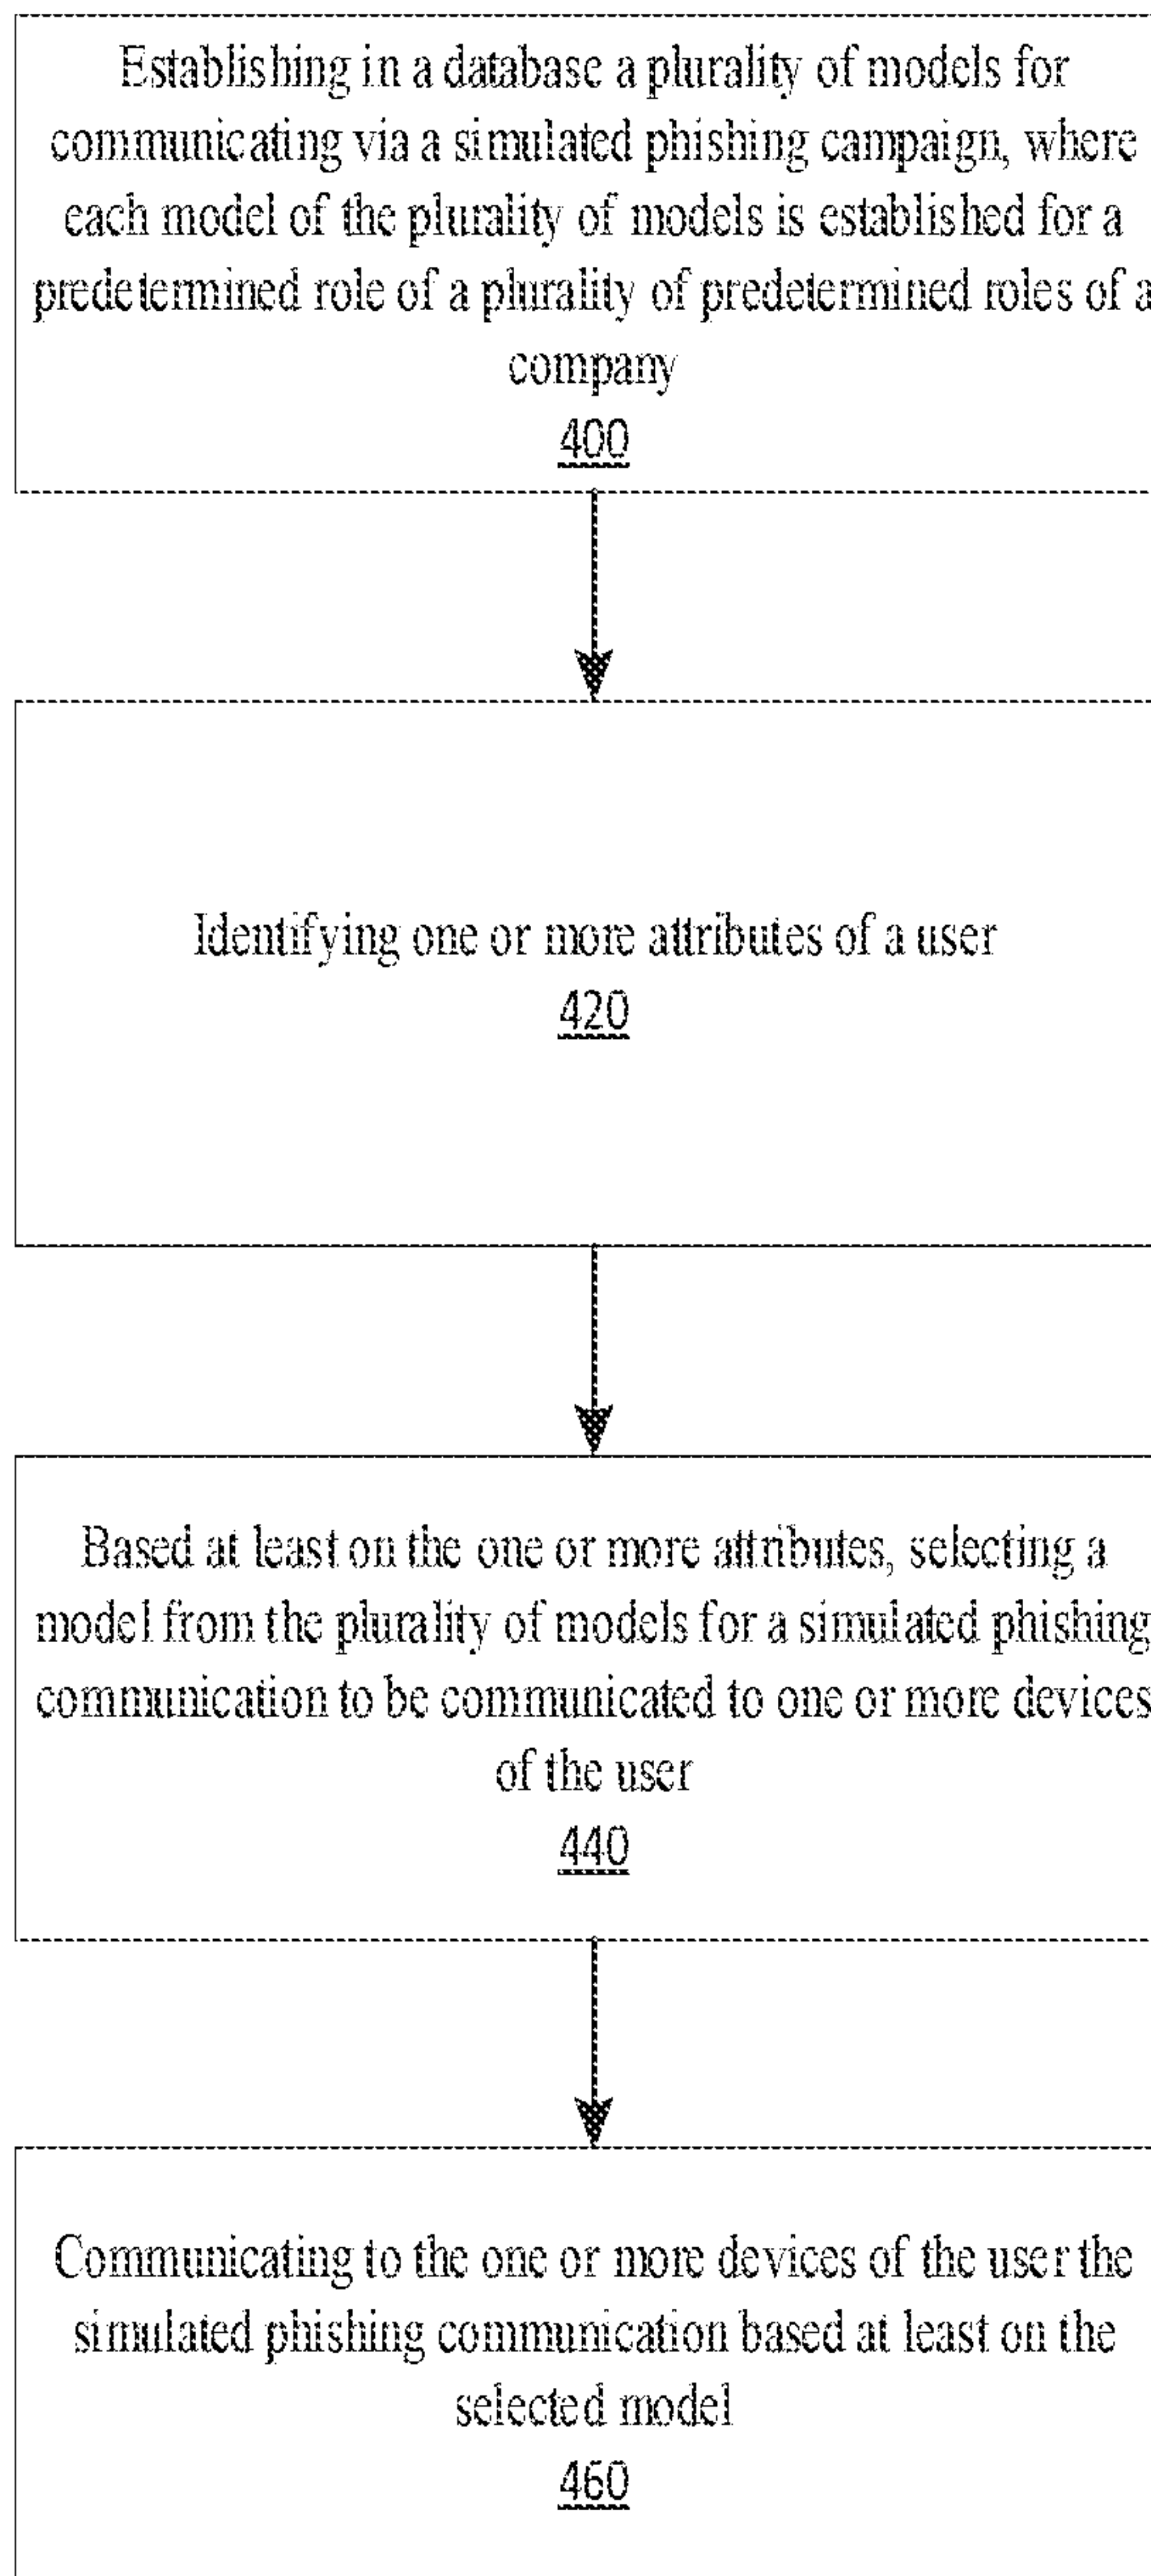 Establishing in a database a plurality of models for
communicating via a simulated phishing campaign, where
each model of the plurality of models is established for a
predetermined role of a plurality of predetermined roles of a
company
400
Identifying one or more attributes of a user
420
Based at least on the one or more attributes, selecting a
model from the plurality of models for a simulated phishing
communication to be communicated to one or more devices
of the user
440
Communicating to the one or more devices of the user the
simulated phishing communication based at least on the
selected model
460